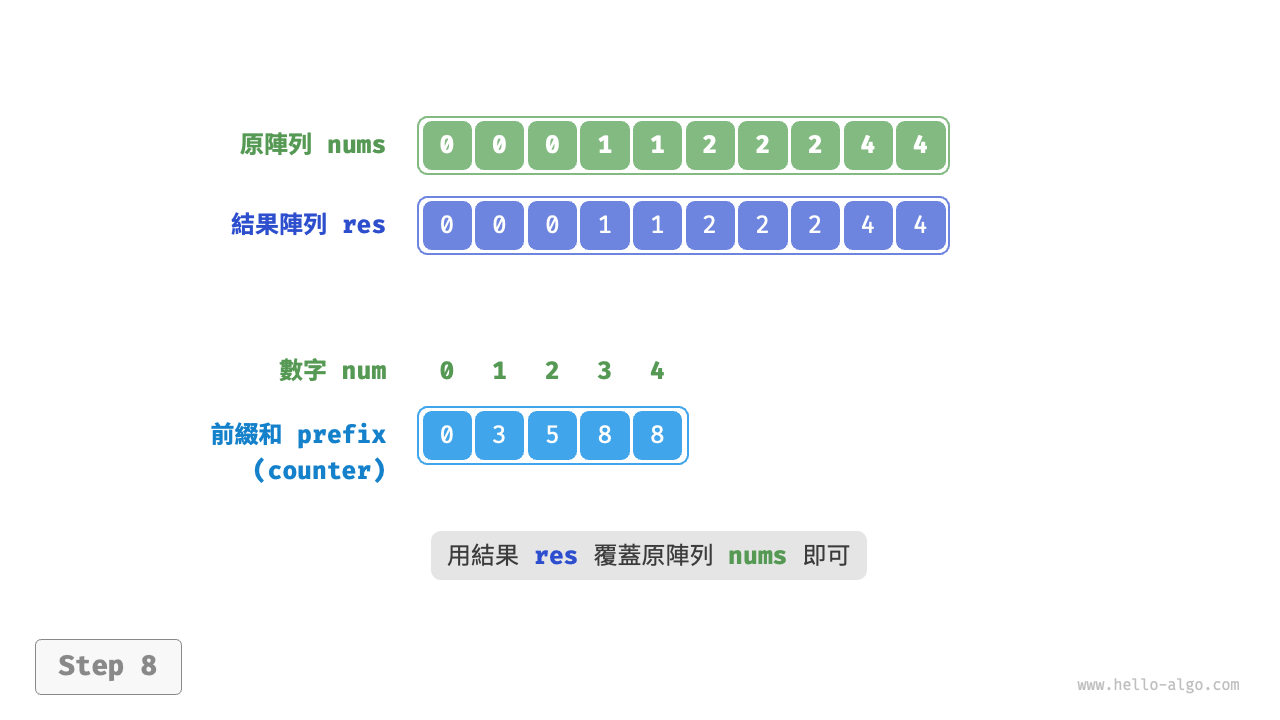 原陣列 nums 0 0 0 1 1 2 2 2 4 4
結果陣列 res 0 0 0 1 1 2 2 2 4 4
數字 num 0 1 2 3 4
前綴和 prefix 0 3 5 8 8
(counter)
用結果 res 覆蓋原陣列 nums 即可
Step 8
www.hello-algo.com